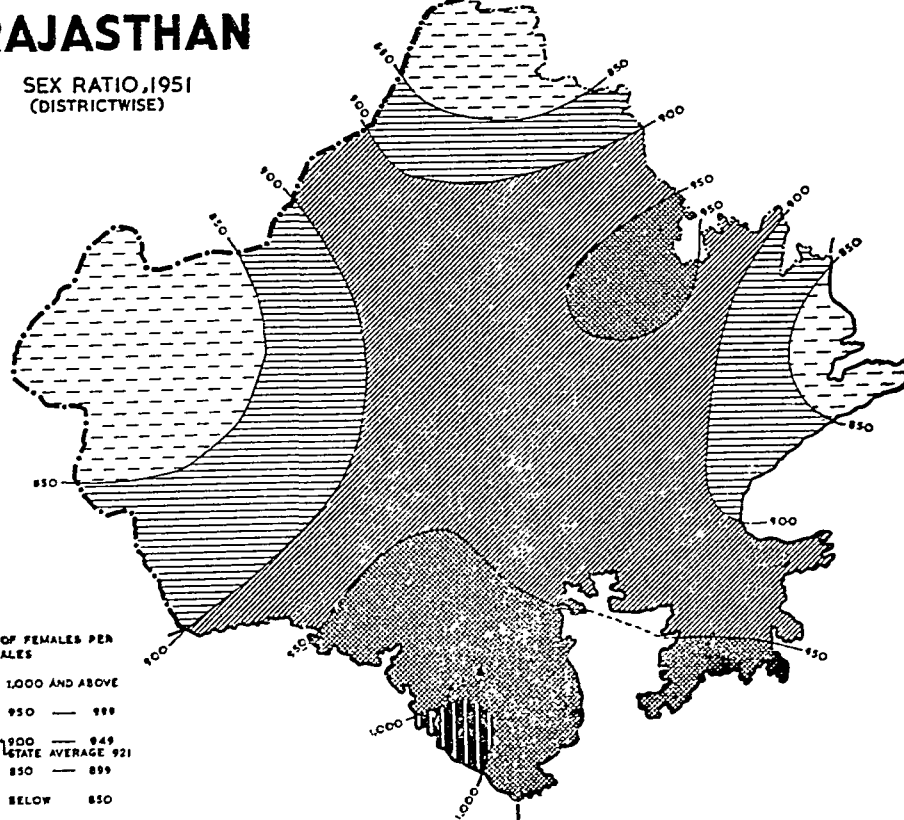 RAJASTHAN
SEX RATIO,1951
(DISTRICTWISE)
850
850
900
900
900
950
950
900
850
850
850
850
900
900
950
950
1,000
1,000
OF FEMALES PER
ALES
1,000 AND ABOVE
950 — 999
900 — 949
STATE AVERAGE 921
850 — 899
BELOW 850